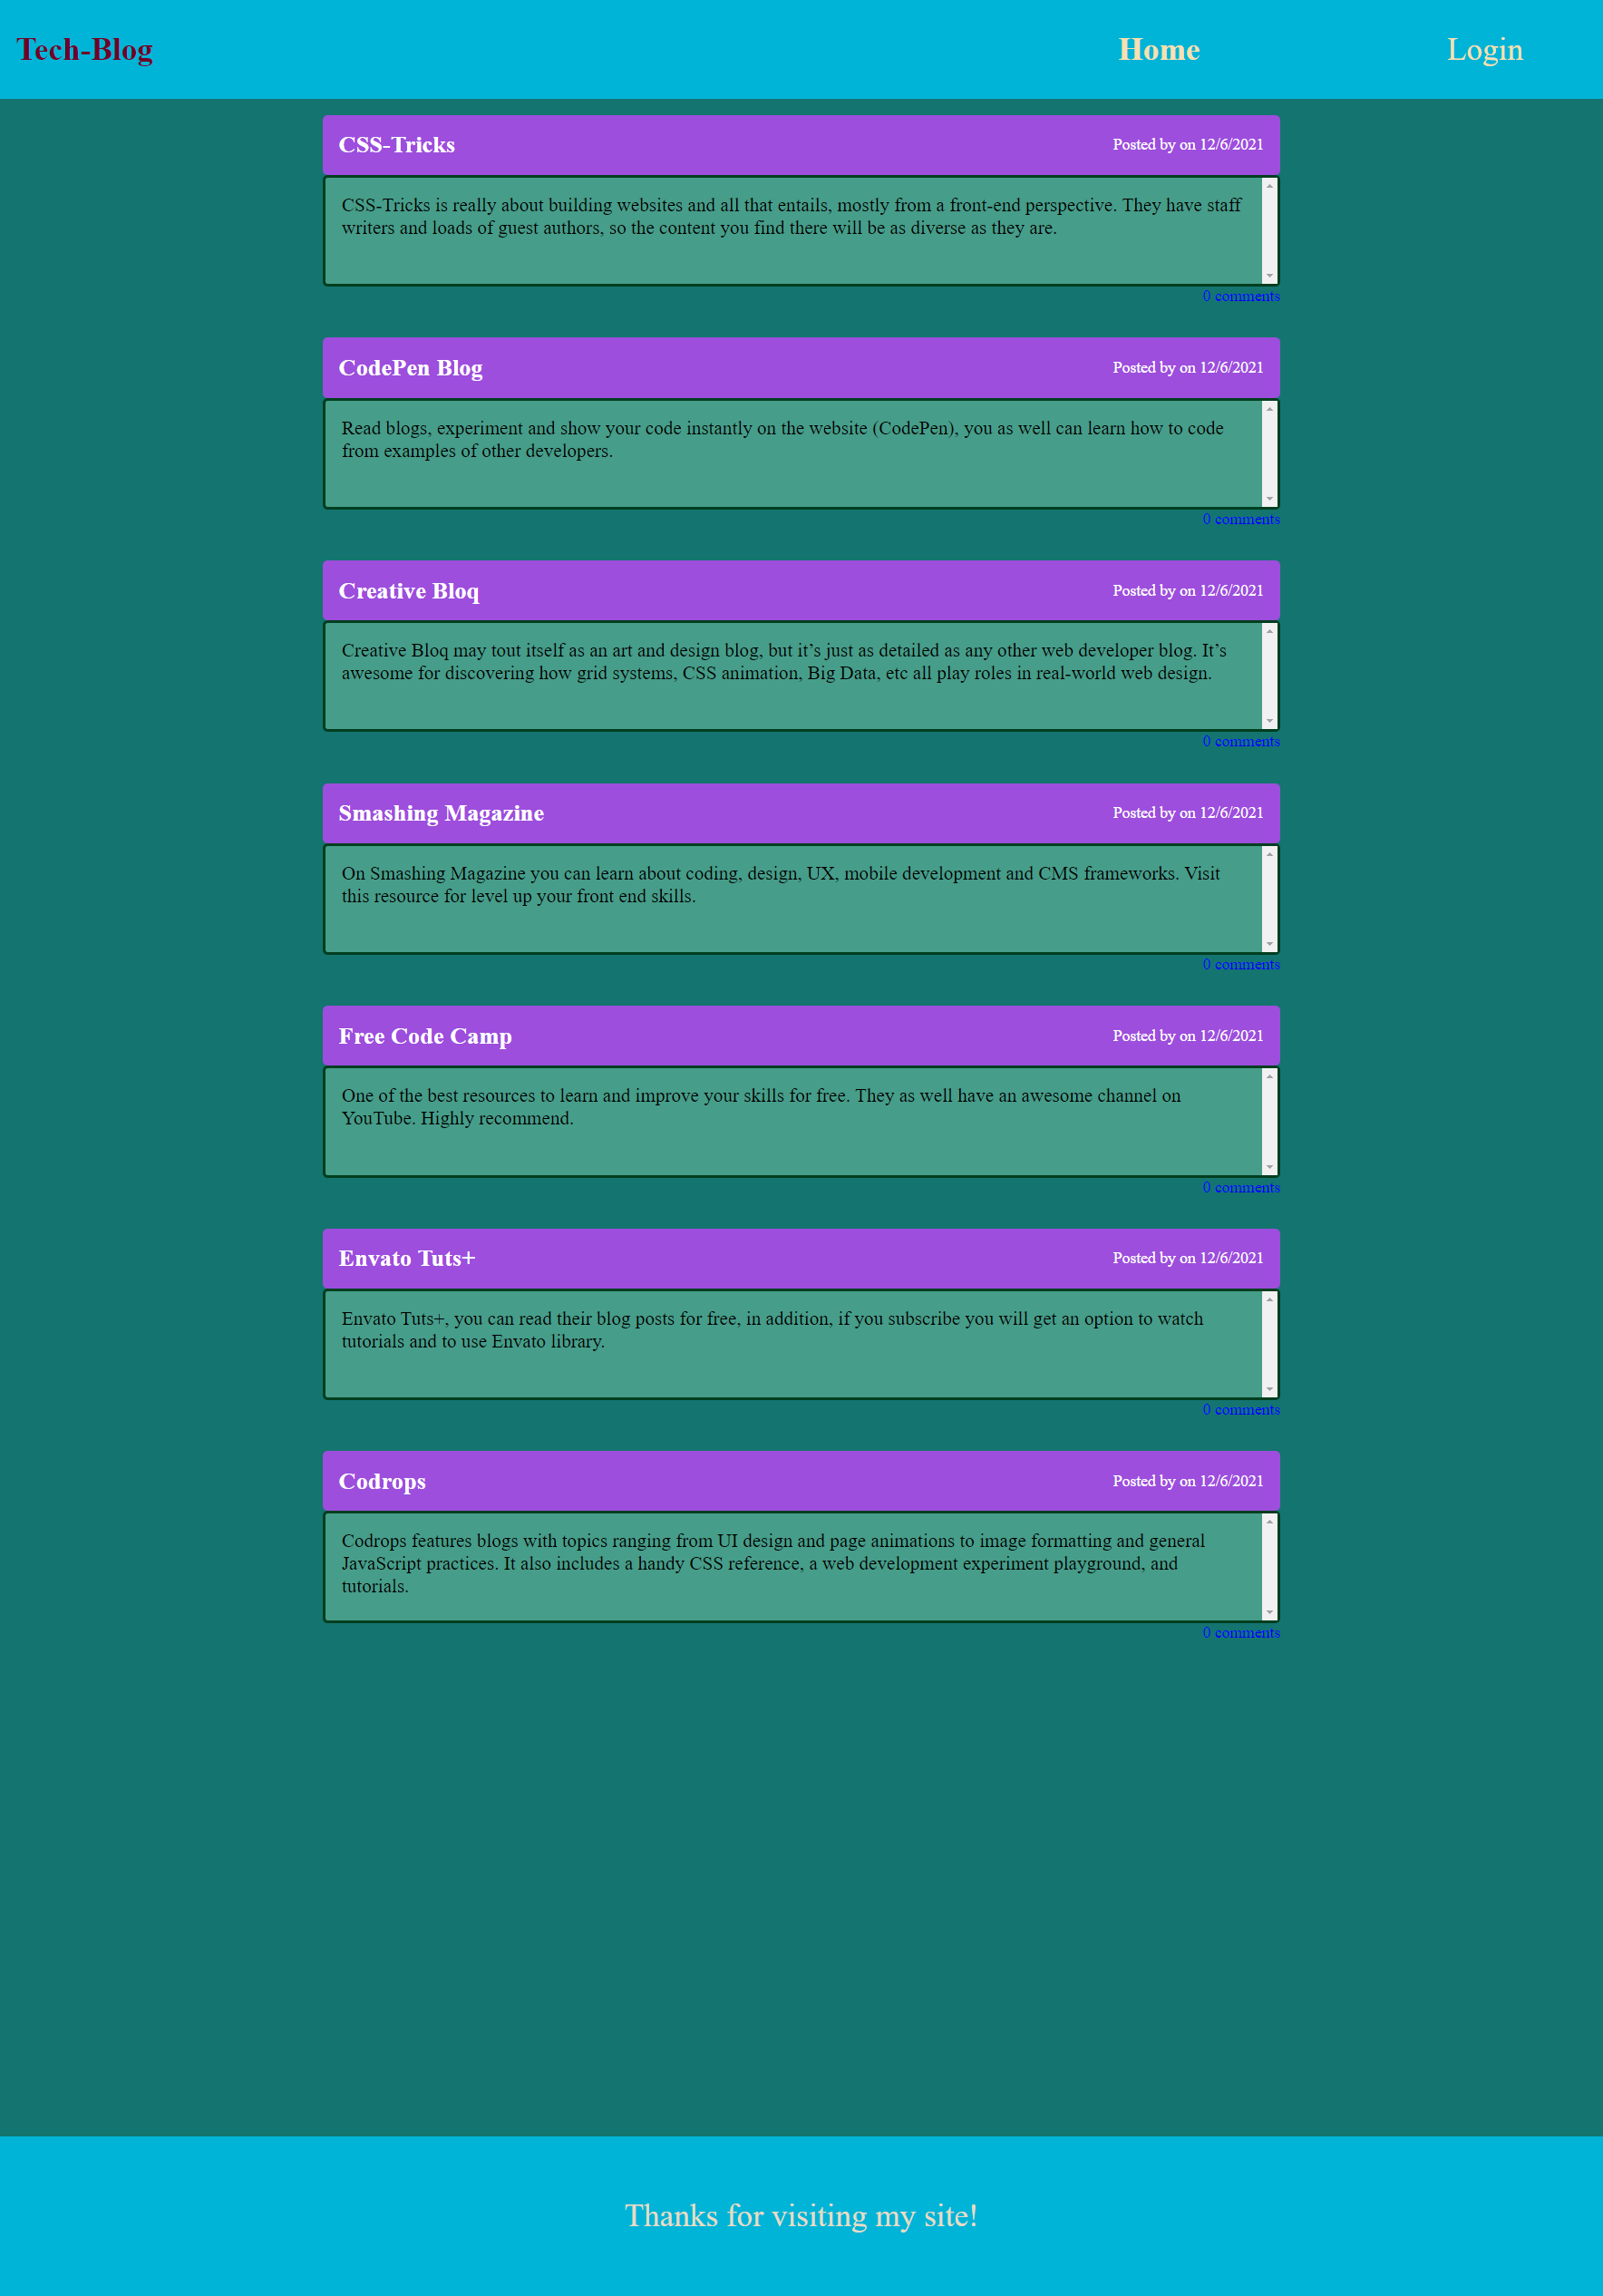 Tech-Blog Home Login
CSS-Tricks Posted by on 12/6/2021
CSS-Tricks is really about building websites and all that entails, mostly from a front-end perspective. They have staff
writers and loads of guest authors, so the content you find there will be as diverse as they are.
0 comments
CodePen Blog Posted by on 12/6/2021
Read blogs, experiment and show your code instantly on the website (CodePen), you as well can learn how to code
from examples of other developers.
0 comments
Creative Bloq Posted by on 12/6/2021
Creative Bloq may tout itself as an art and design blog, but it’s just as detailed as any other web developer blog. It’s
awesome for discovering how grid systems, CSS animation, Big Data, etc all play roles in real-world web design.
0 comments
Smashing Magazine Posted by on 12/6/2021
On Smashing Magazine you can learn about coding, design, UX, mobile development and CMS frameworks. Visit
this resource for level up your front end skills.
0 comments
Free Code Camp Posted by on 12/6/2021
One of the best resources to learn and improve your skills for free. They as well have an awesome channel on
YouTube. Highly recommend.
0 comments
Envato Tuts+ Posted by on 12/6/2021
Envato Tuts+, you can read their blog posts for free, in addition, if you subscribe you will get an option to watch
tutorials and to use Envato library.
0 comments
Codrops Posted by on 12/6/2021
Codrops features blogs with topics ranging from UI design and page animations to image formatting and general
JavaScript practices. It also includes a handy CSS reference, a web development experiment playground, and
tutorials.
0 comments
Thanks for visiting my site!